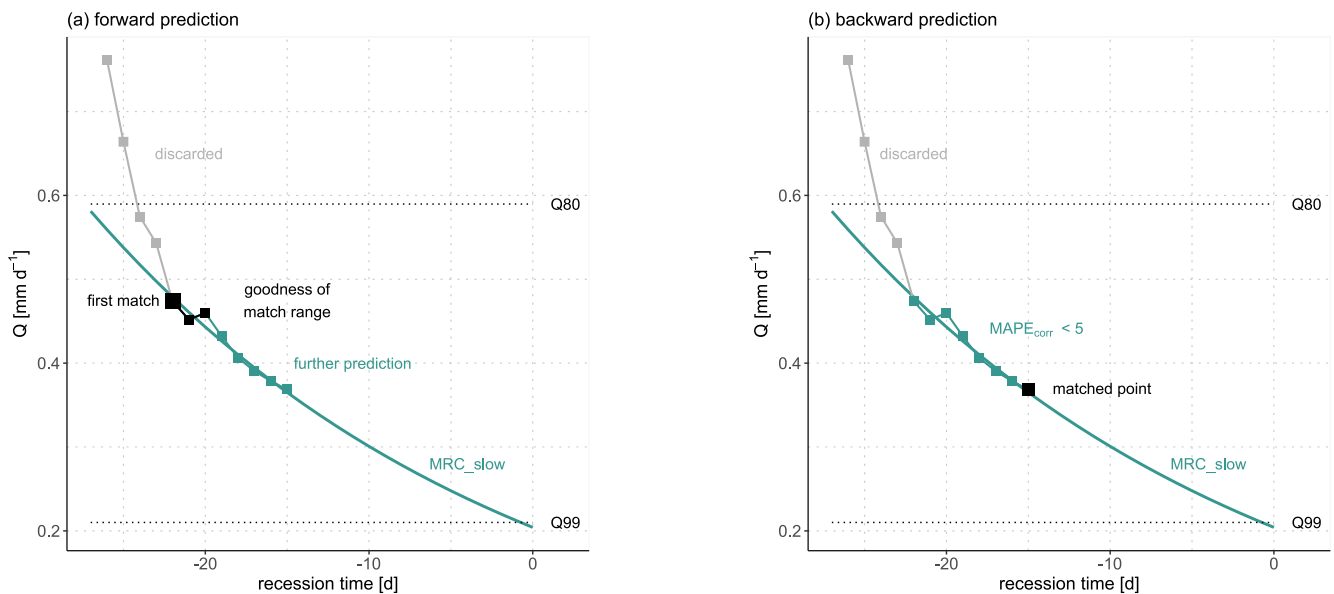 (a) forward prediction
discarded
0.6
Q80
first match
goodness of
match range
0.4
further prediction
MRC_slow
Q99
0.2
Q [mm d⁻¹]
-20
-10
0
recession time [d]
(b) backward prediction
discarded
0.6
Q80
MAPEcorr < 5
0.4
matched point
MRC_slow
Q99
0.2
Q [mm d⁻¹]
-20
-10
0
recession time [d]